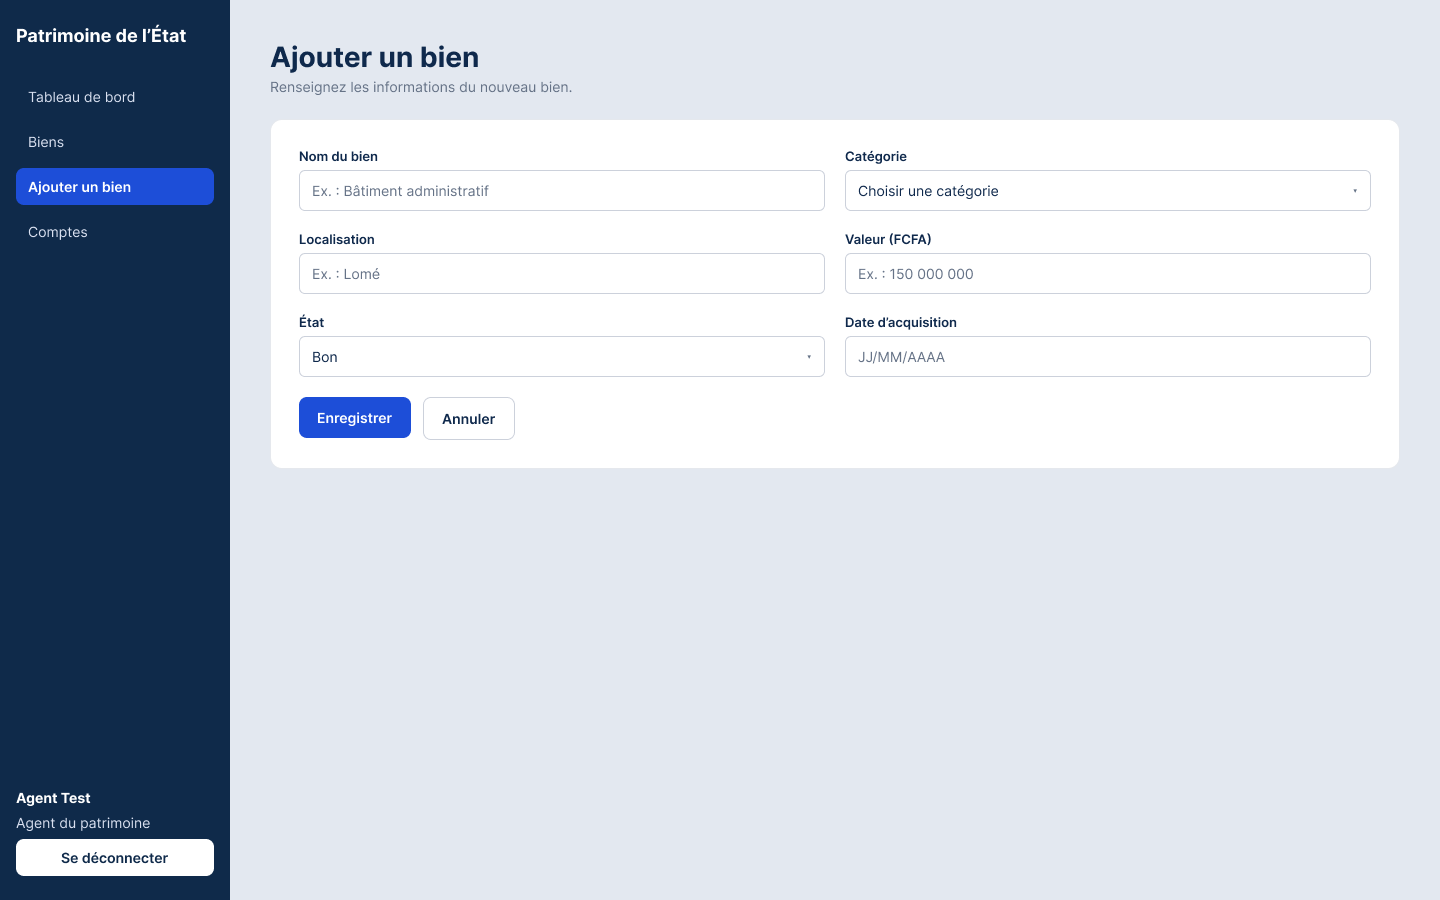 Patrimoine de l’État
Tableau de bord
Biens
Ajouter un bien
Comptes
Agent Test
Agent du patrimoine
Se déconnecter
Ajouter un bien
Renseignez les informations du nouveau bien.
Nom du bien
Ex. : Bâtiment administratif
Catégorie
Choisir une catégorie
Localisation
Ex. : Lomé
Valeur (FCFA)
Ex. : 150 000 000
État
Bon
Date d’acquisition
JJ/MM/AAAA
Enregistrer
Annuler